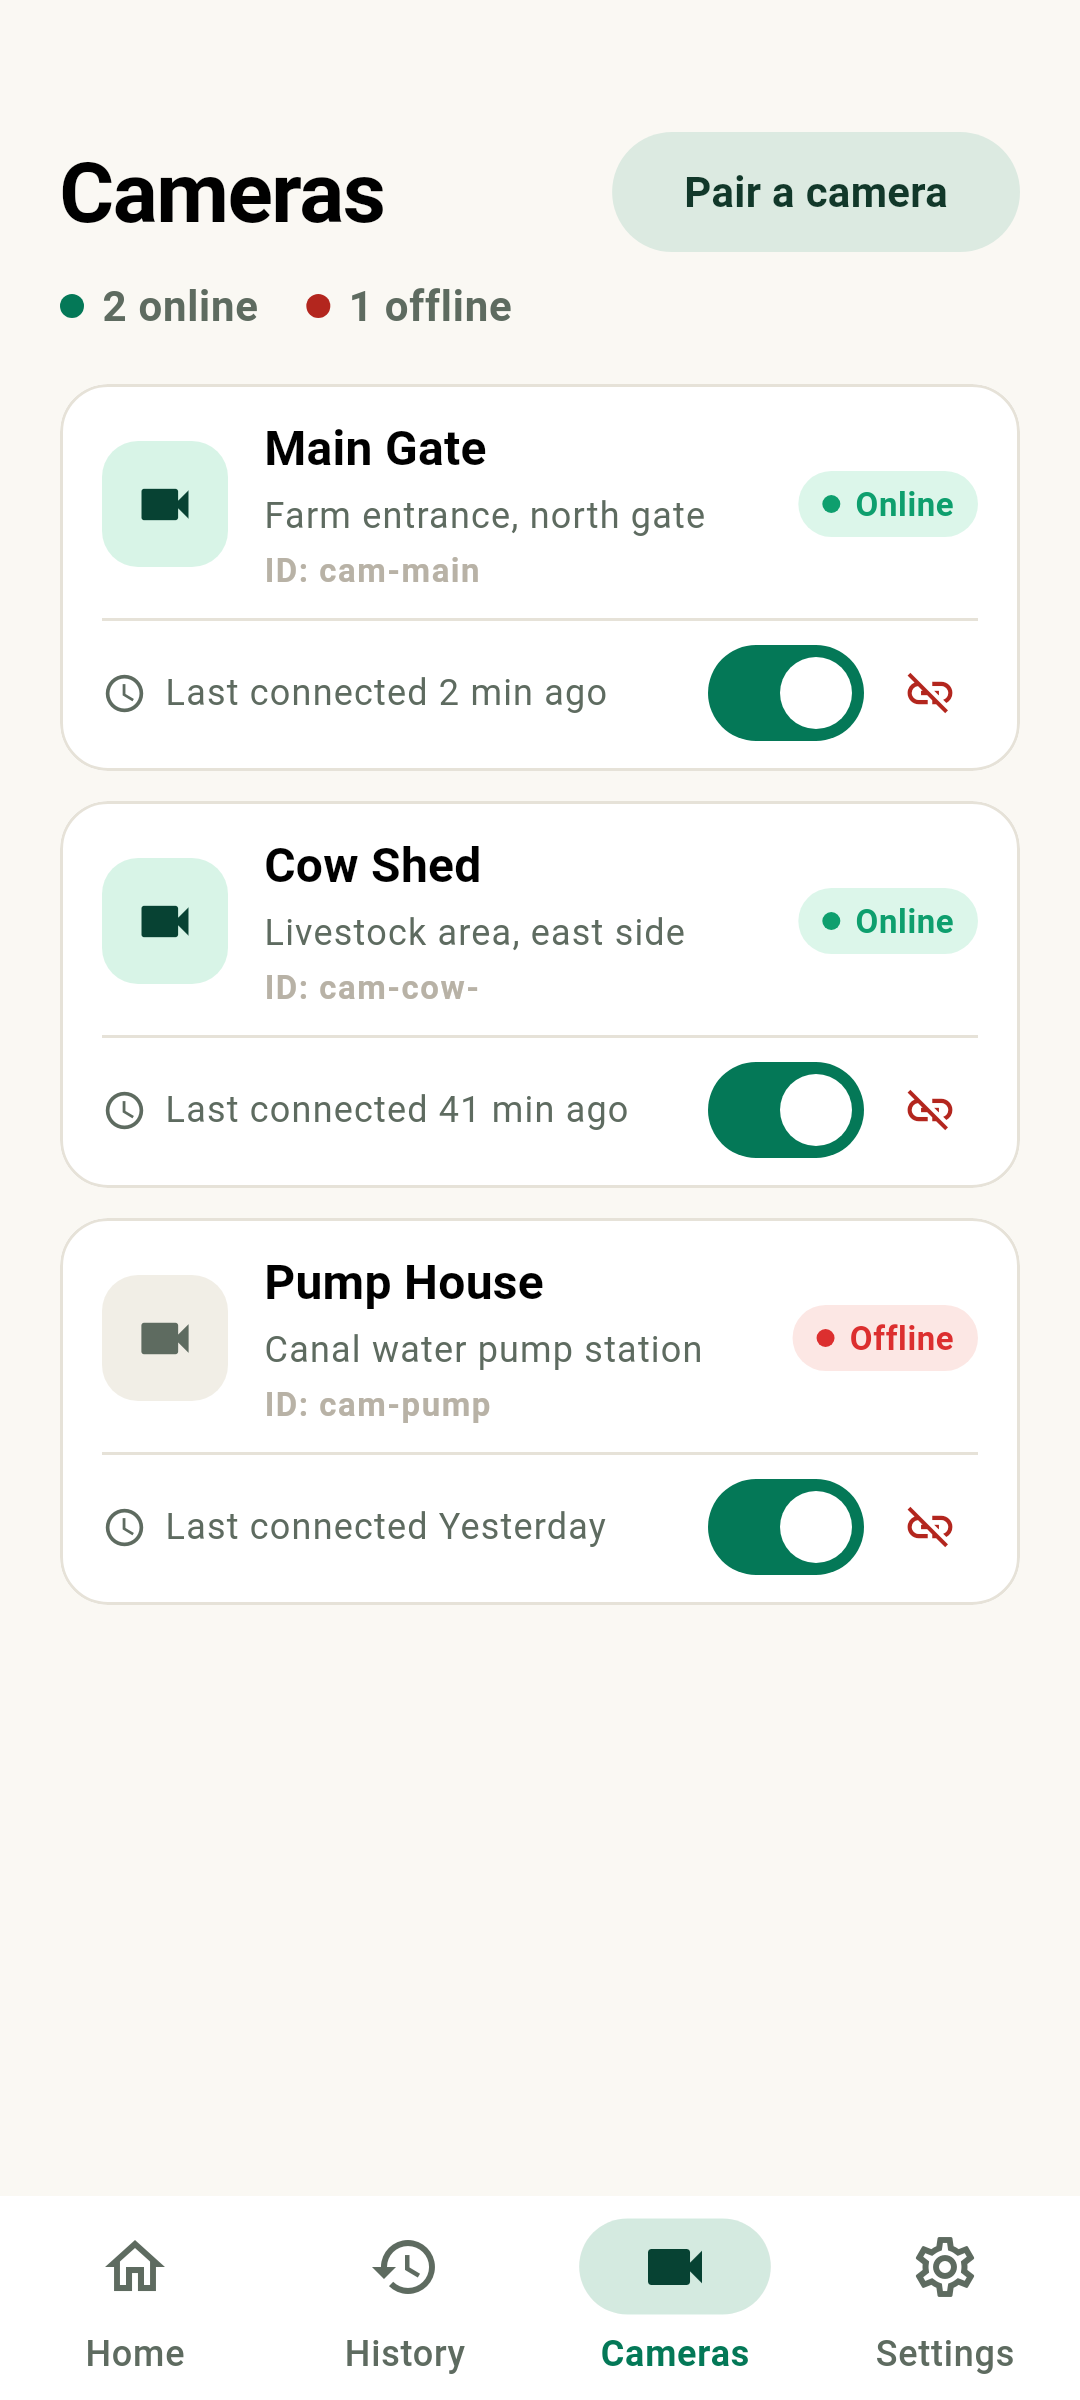 Cameras
Pair a camera
2 online
1 offline
Main Gate
Farm entrance, north gate
ID: cam-main
Online
Last connected 2 min ago
Cow Shed
Livestock area, east side
ID: cam-cow-
Online
Last connected 41 min ago
Pump House
Canal water pump station
ID: cam-pump
Offline
Last connected Yesterday
Home
History
Cameras
Settings